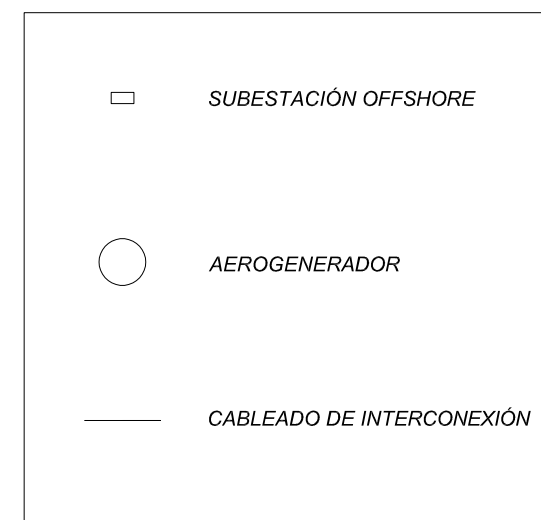 SUBESTACIÓN OFFSHORE
AEROGENERADOR
CABLEADO DE INTERCONEXIÓN